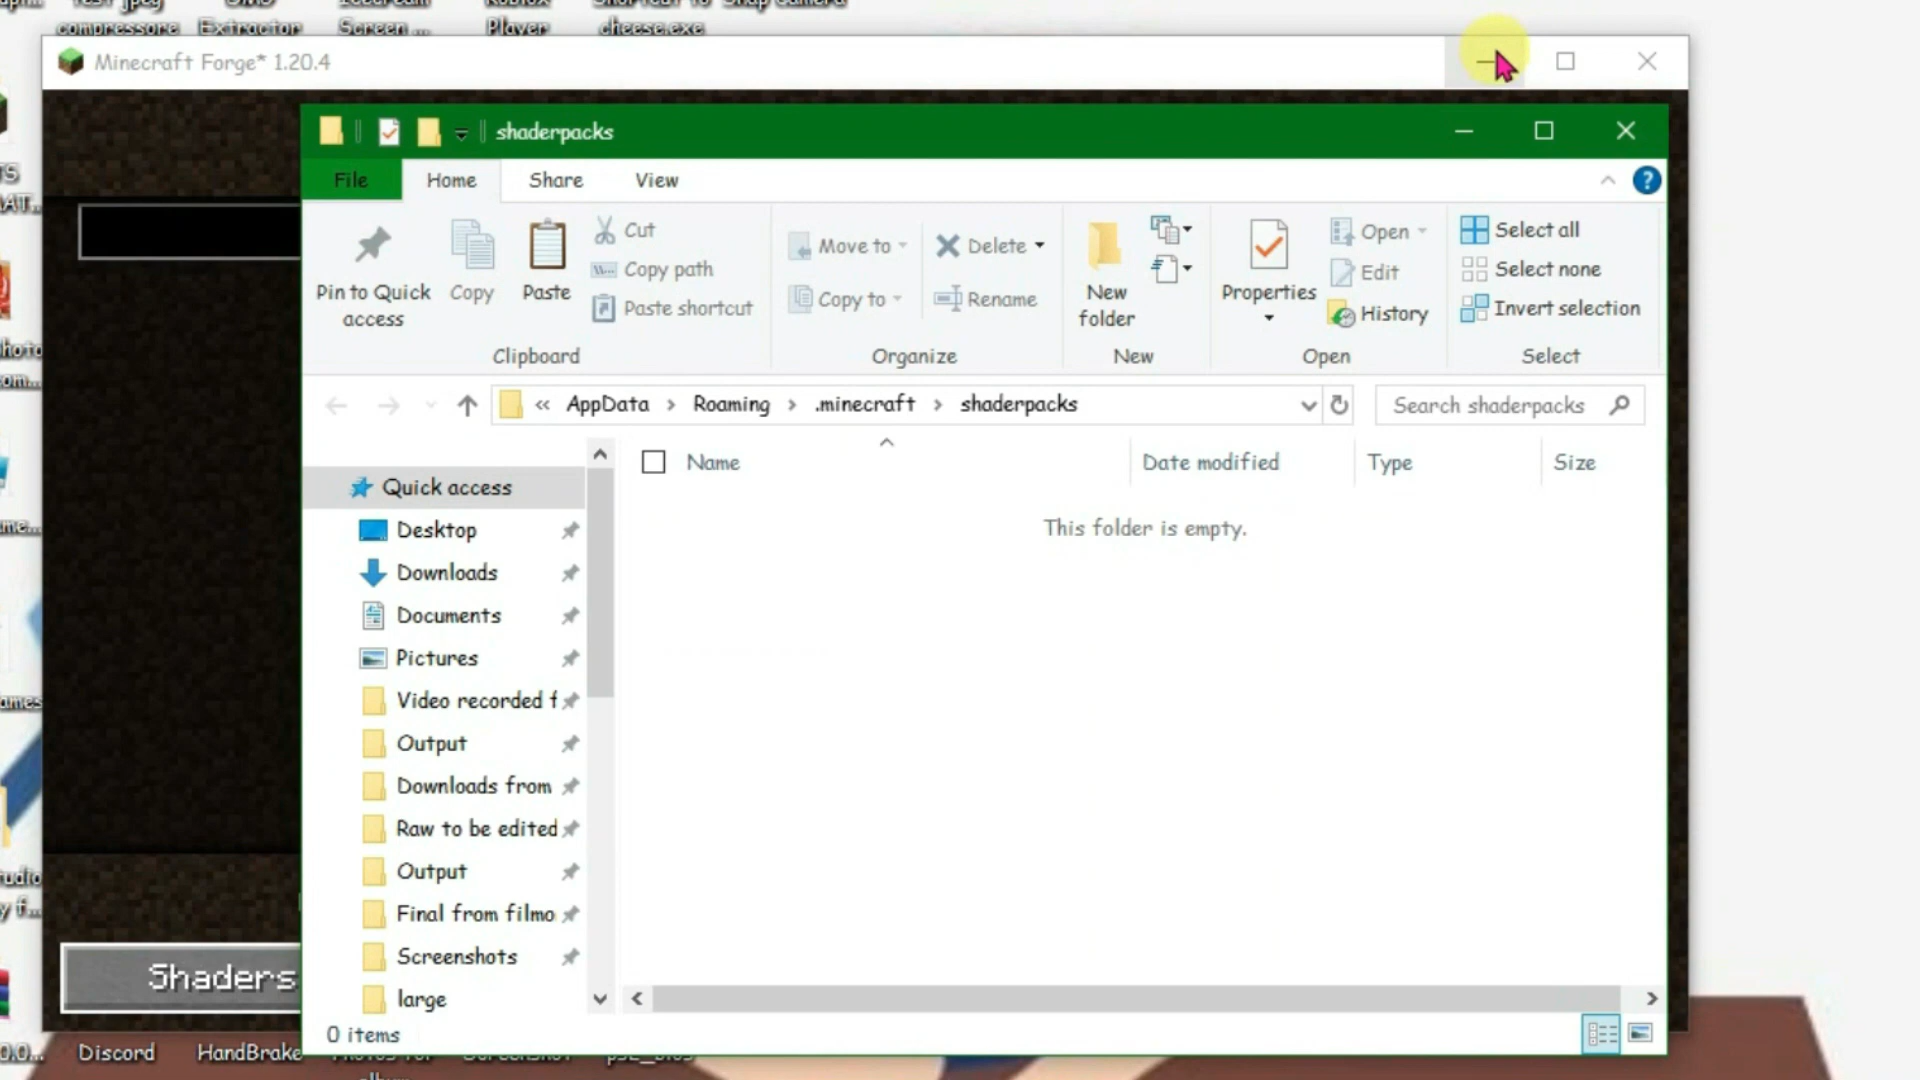 compressore
Extractor
Screen ...
Player
cheese.exe
Minecraft Forge* 1.20.4
shaderpacks
File
Home
Share
View
Pin to Quick
access
Copy
Paste
Cut
Copy path
Paste shortcut
Clipboard
Move to
Copy to
Delete
Rename
Organize
New
folder
New
Properties
Open
Edit
History
Open
Select all
Select none
Invert selection
Select
« AppData > Roaming > .minecraft > shaderpacks
Search shaderpacks
Name
Date modified
Type
Size
This folder is empty.
Quick access
Desktop
Downloads
Documents
Pictures
Video recorded f
Output
Downloads from
Raw to be edited
Output
Final from filmo
Screenshots
large
0 items
Shaders
Discord
HandBrake